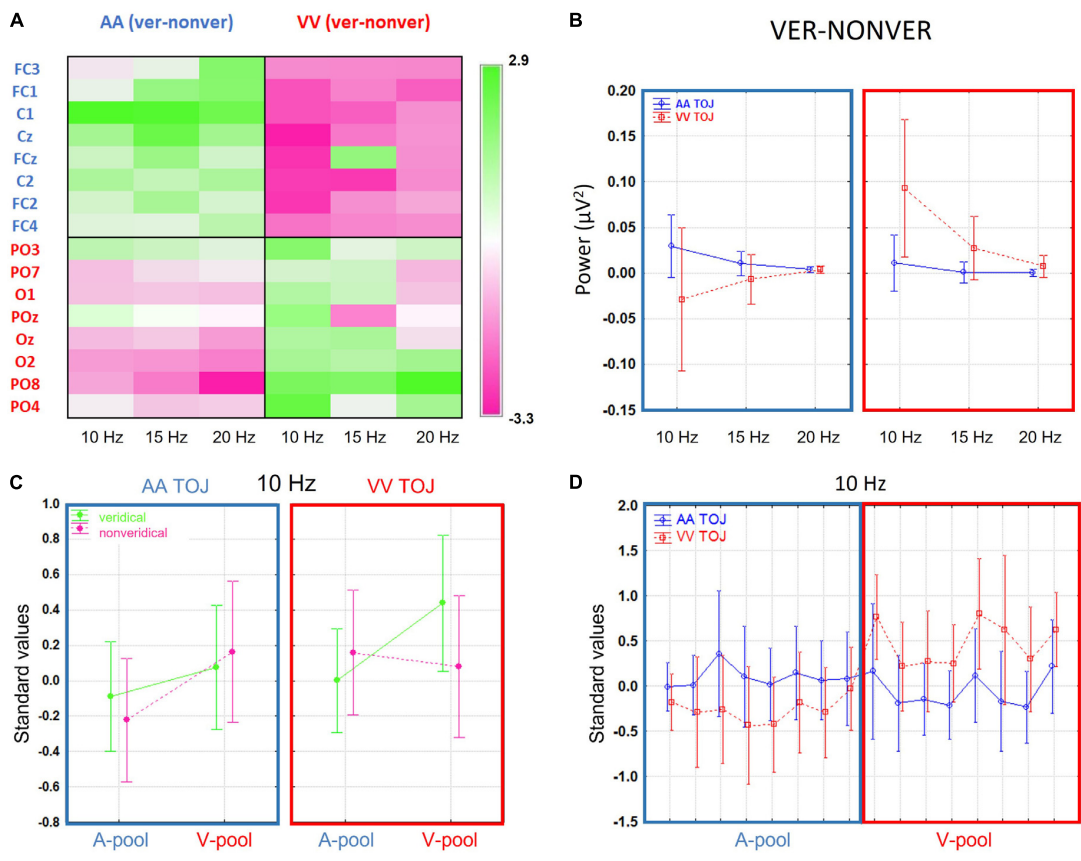 A
AA (ver-nonver) VV (ver-nonver)
FC3
FC1
C1
Cz
FCz
C2
FC2
FC4
PO3
PO7
O1
POz
Oz
O2
PO8
PO4
10 Hz 15 Hz 20 Hz 10 Hz 15 Hz 20 Hz
2.9
-3.3
B
VER-NONVER
Power (µV²)
0.20
0.15
0.10
0.05
0.00
-0.05
-0.10
-0.15
AA TOJ
VV TOJ
10 Hz 15 Hz 20 Hz 10 Hz 15 Hz 20 Hz
C
AA TOJ 10 Hz VV TOJ
Standard values
1.0
0.8
0.6
0.4
0.2
0.0
-0.2
-0.4
-0.6
-0.8
veridical
nonveridical
A-pool V-pool A-pool V-pool
D
10 Hz
Standard values
2.0
1.5
1.0
0.5
0.0
-0.5
-1.0
-1.5
AA TOJ
VV TOJ
A-pool V-pool